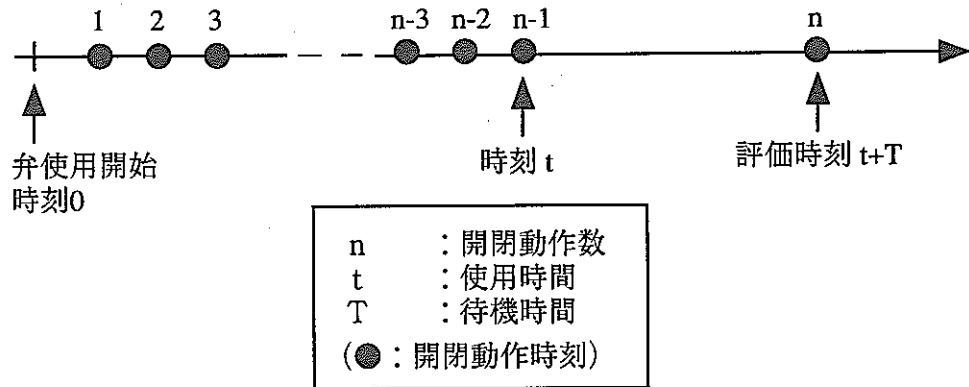 1 2 3 n-3 n-2 n-1 n
弁使用開始
時刻0
時刻 t
評価時刻 t+T
n :開閉動作数
t :使用時間
T :待機時間
(●:開閉動作時刻)